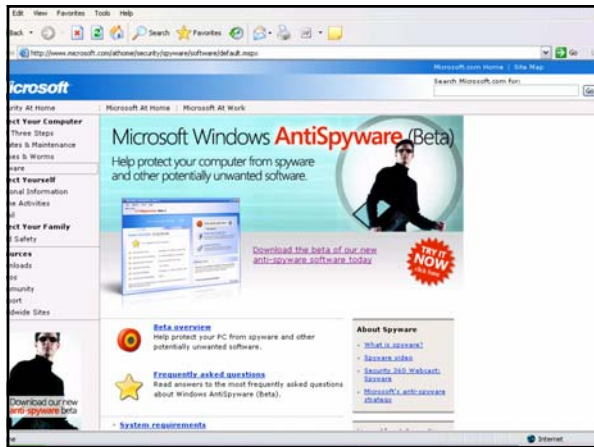 Edit View Favorites Tools Help
Back Search Favorites
http://www.microsoft.com/athome/security/spyware/software/default.mspx Go
Microsoft.com Home | Site Map
icrosoft
Search Microsoft.com for:
Go
rity At Home | Microsoft At Home | Microsoft At Work
ect Your Computer
Three Steps
ates & Maintenance
ses & Worms
ware
ect Yourself
onal Information
ne Activities
ail
ect Your Family
Safety
ources
nloads
munity
port
dwide Sites
Download our new
anti-spyware beta
Microsoft Windows AntiSpyware (Beta)
Help protect your computer from spyware
and other potentially unwanted software.
Download the beta of our new
anti-spyware software today
TRY IT
NOW
click here
Beta overview
Help protect your PC from spyware and other
potentially unwanted software.
Frequently asked questions
Read answers to the most frequently asked questions
about Windows AntiSpyware (Beta).
System requirements
About Spyware
What is spyware?
Spyware video
Security 360 Webcast:
Spyware
Microsoft's anti-spyware
strategy
Internet